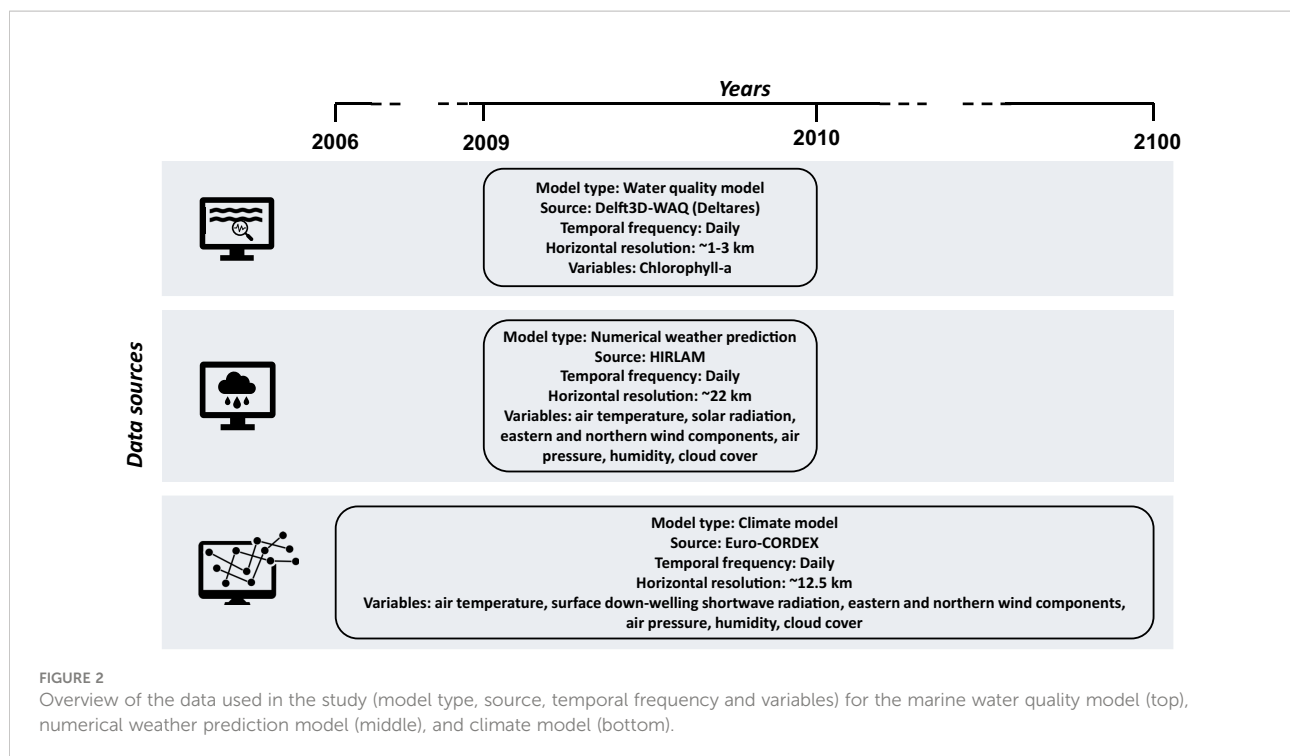 Years
2006
2009
2010
2100
Data sources
Model type: Water quality model
Source: Delft3D-WAQ (Deltares)
Temporal frequency: Daily
Horizontal resolution: ~1-3 km
Variables: Chlorophyll-a
Model type: Numerical weather prediction
Source: HIRLAM
Temporal frequency: Daily
Horizontal resolution: ~22 km
Variables: air temperature, solar radiation,
eastern and northern wind components, air
pressure, humidity, cloud cover
Model type: Climate model
Source: Euro-CORDEX
Temporal frequency: Daily
Horizontal resolution: ~12.5 km
Variables: air temperature, surface down-welling shortwave radiation, eastern and northern wind components,
air pressure, humidity, cloud cover
FIGURE 2
Overview of the data used in the study (model type, source, temporal frequency and variables) for the marine water quality model (top),
numerical weather prediction model (middle), and climate model (bottom).